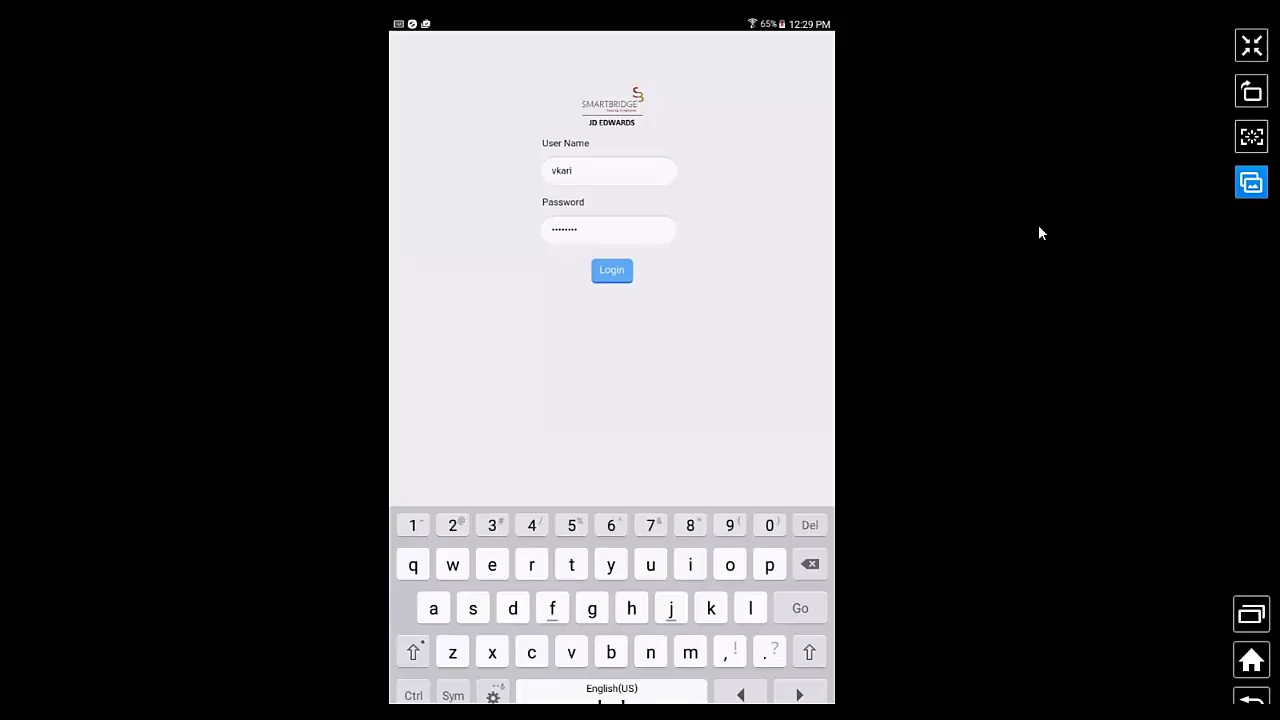 65% 12:29 PM
SMARTBRIDGE
JD EDWARDS
User Name
vkari
Password
••••••••
Login
1 - 2 @ 3 # 4 / 5 % 6 ^ 7 & 8 * 9 ( 0 ) Del
q w e r t y u i o p
a s d f g h j k l Go
z x c v b n m , ! . ?
Ctrl Sym English(US)